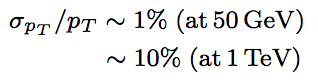 σ_{p_T}/p_T ∼ 1% (at 50 GeV)
∼ 10% (at 1 TeV)